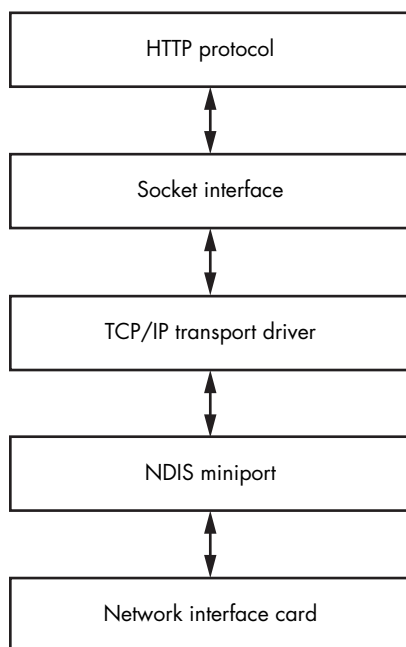 HTTP protocol
Socket interface
TCP/IP transport driver
NDIS miniport
Network interface card